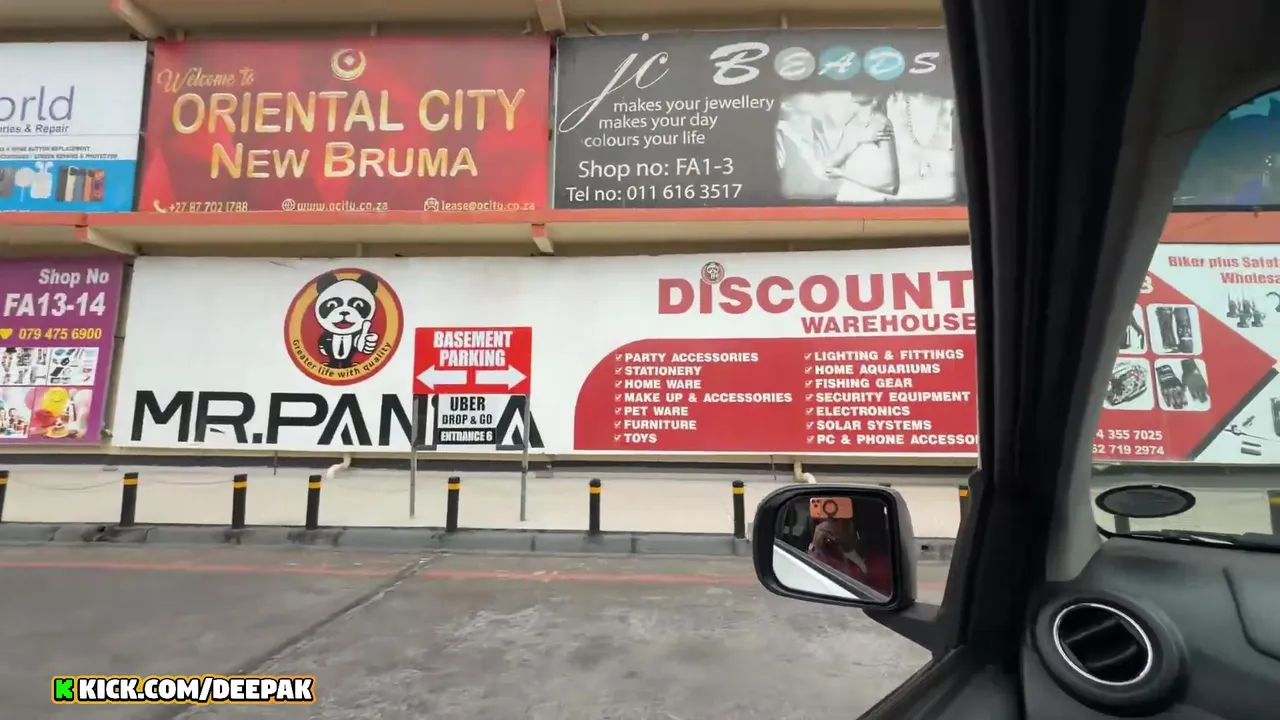 orld
ries & Repair
Welcome to
ORIENTAL CITY
NEW BRUMA
+27 87 702 1788
www.ocity.co.za
lease@ocity.co.za
jc BEADS
makes your jewellery
makes your day
colours your life
Shop no: FA1-3
Tel no: 011 616 3517
Shop No
FA13-14
079 475 6900
Greater life with quality
MR.PANDA
BASEMENT
PARKING
UBER
DROP & GO
ENTRANCE 6
DISCOUNT
WAREHOUSE
PARTY ACCESSORIES
STATIONERY
HOME WARE
MAKE UP & ACCESSORIES
PET WARE
FURNITURE
TOYS
LIGHTING & FITTINGS
HOME AQUARIUMS
FISHING GEAR
SECURITY EQUIPMENT
ELECTRONICS
SOLAR SYSTEMS
PC & PHONE ACCESSO
Biker plus Safet
Wholesa
4 355 7025
62 719 2974
KICK.COM/DEEPAK